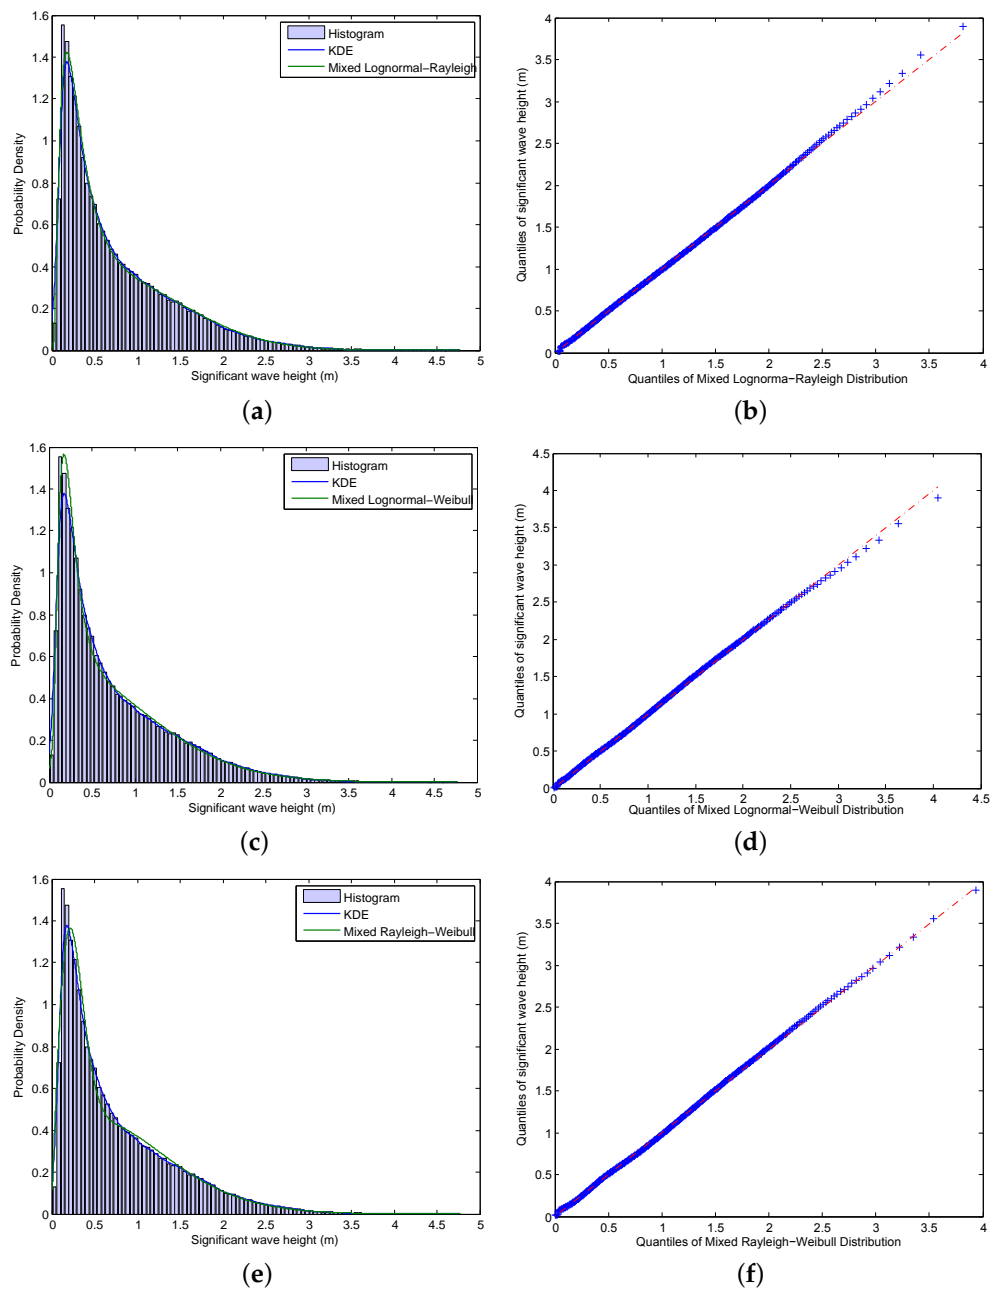 1.6
1.4
1.2
1
0.8
0.6
0.4
0.2
0
Probability Density
Histogram
KDE
Mixed Lognormal−Rayleigh
0 0.5 1 1.5 2 2.5 3 3.5 4 4.5 5
Significant wave height (m)
(a)
4
3.5
3
2.5
2
1.5
1
0.5
0
Quantiles of significant wave height (m)
0 0.5 1 1.5 2 2.5 3 3.5 4
Quantiles of Mixed Lognorma−Rayleigh Distribution
(b)
1.6
1.4
1.2
1
0.8
0.6
0.4
0.2
0
Probability Density
Histogram
KDE
Mixed Lognormal−Weibull
0 0.5 1 1.5 2 2.5 3 3.5 4 4.5 5
Significant wave height (m)
(c)
4.5
4
3.5
3
2.5
2
1.5
1
0.5
0
Quantiles of significant wave height (m)
0 0.5 1 1.5 2 2.5 3 3.5 4 4.5
Quantiles of Mixed Lognormal−Weibull Distribution
(d)
1.6
1.4
1.2
1
0.8
0.6
0.4
0.2
0
Probability Density
Histogram
KDE
Mixed Rayleigh−Weibull
0 0.5 1 1.5 2 2.5 3 3.5 4 4.5 5
Significant wave height (m)
(e)
4
3.5
3
2.5
2
1.5
1
0.5
0
Quantiles of significant wave height (m)
0 0.5 1 1.5 2 2.5 3 3.5 4
Quantiles of Mixed Rayleigh−Weibull Distribution
(f)